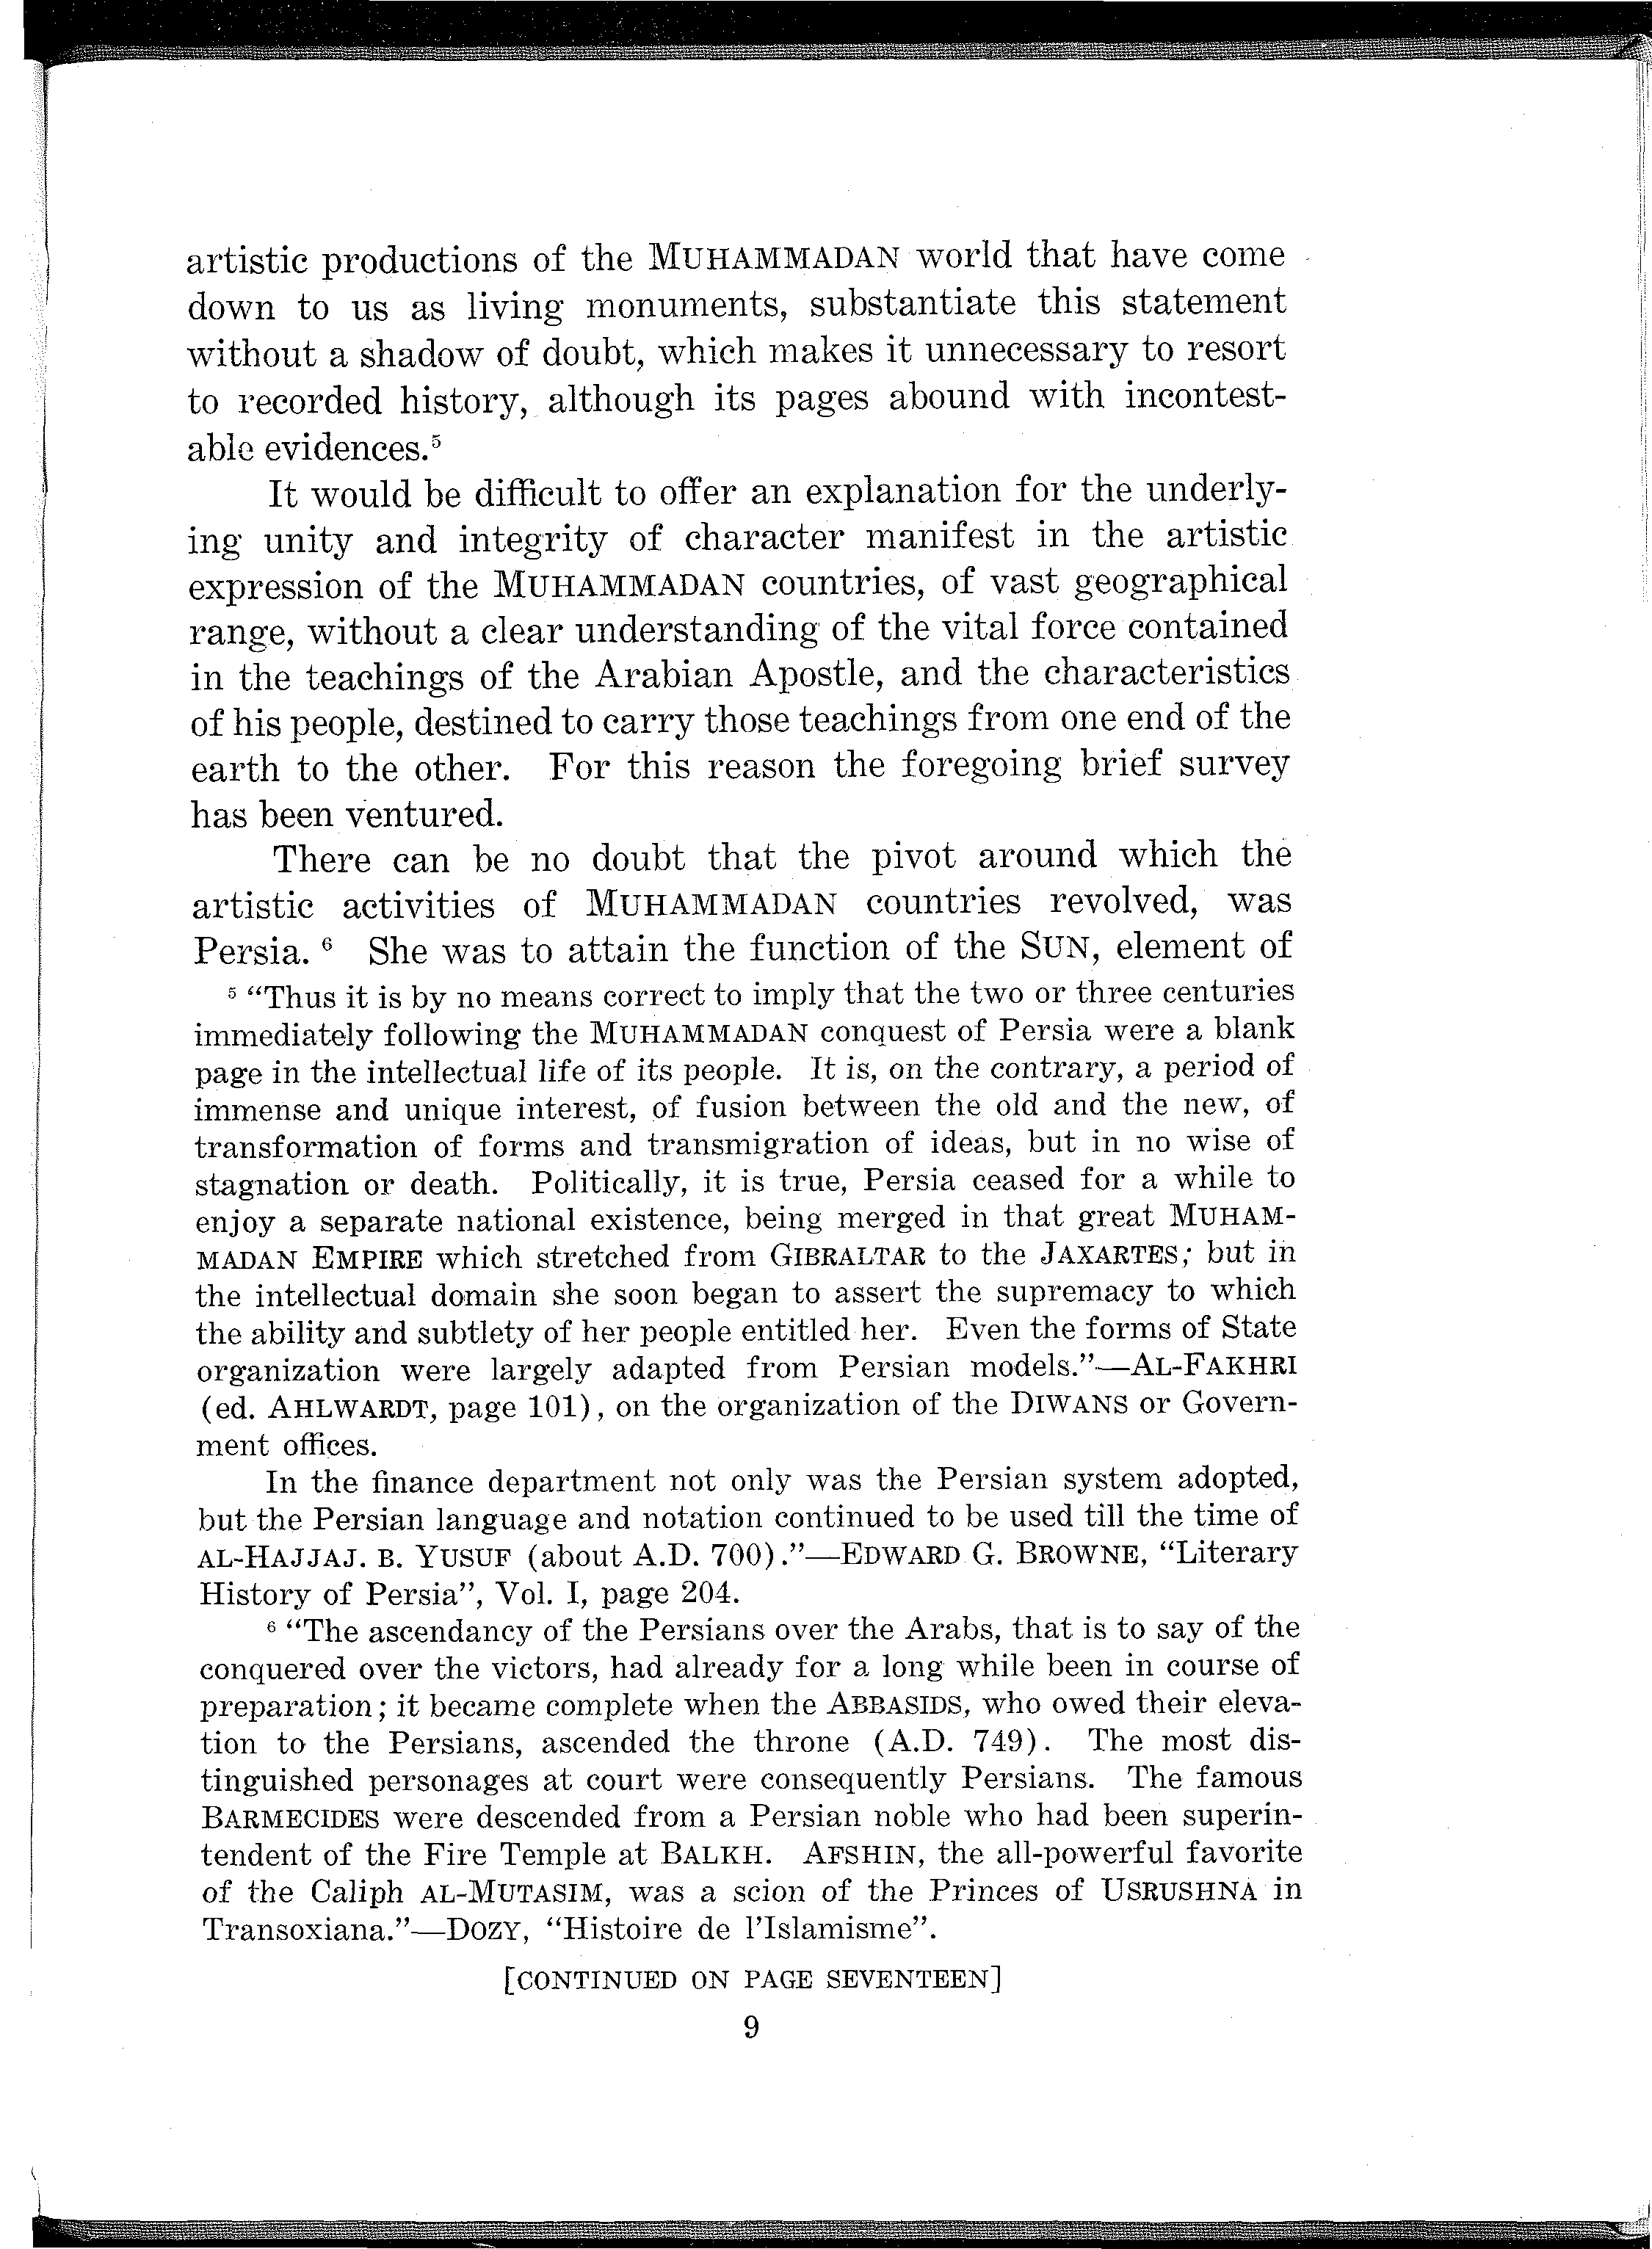 artistic productions of the MUHAMMADAN world that have come
down to us as living monuments, substantiate this statement
without a shadow of doubt, which makes it unnecessary to resort
to recorded history, although its pages abound with incontest-
able evidences.⁵
It would be difficult to offer an explanation for the underly-
ing unity and integrity of character manifest in the artistic
expression of the MUHAMMADAN countries, of vast geographical
range, without a clear understanding of the vital force contained
in the teachings of the Arabian Apostle, and the characteristics
of his people, destined to carry those teachings from one end of the
earth to the other. For this reason the foregoing brief survey
has been ventured.
There can be no doubt that the pivot around which the
artistic activities of MUHAMMADAN countries revolved, was
Persia. ⁶ She was to attain the function of the SUN, element of
⁵ “Thus it is by no means correct to imply that the two or three centuries
immediately following the MUHAMMADAN conquest of Persia were a blank
page in the intellectual life of its people. It is, on the contrary, a period of
immense and unique interest, of fusion between the old and the new, of
transformation of forms and transmigration of ideas, but in no wise of
stagnation or death. Politically, it is true, Persia ceased for a while to
enjoy a separate national existence, being merged in that great MUHAM-
MADAN EMPIRE which stretched from GIBRALTAR to the JAXARTES; but in
the intellectual domain she soon began to assert the supremacy to which
the ability and subtlety of her people entitled her. Even the forms of State
organization were largely adapted from Persian models.”—AL-FAKHRI
(ed. AHLWARDT, page 101), on the organization of the DIWANS or Govern-
ment offices.
In the finance department not only was the Persian system adopted,
but the Persian language and notation continued to be used till the time of
AL-HAJJAJ. B. YUSUF (about A.D. 700).”—EDWARD G. BROWNE, “Literary
History of Persia”, Vol. I, page 204.
⁶ “The ascendancy of the Persians over the Arabs, that is to say of the
conquered over the victors, had already for a long while been in course of
preparation; it became complete when the ABBASIDS, who owed their eleva-
tion to the Persians, ascended the throne (A.D. 749). The most dis-
tinguished personages at court were consequently Persians. The famous
BARMECIDES were descended from a Persian noble who had been superin-
tendent of the Fire Temple at BALKH. AFSHIN, the all-powerful favorite
of the Caliph AL-MUTASIM, was a scion of the Princes of USRUSHNA in
Transoxiana.”—DOZY, “Histoire de l’Islamisme”.
[CONTINUED ON PAGE SEVENTEEN]
9